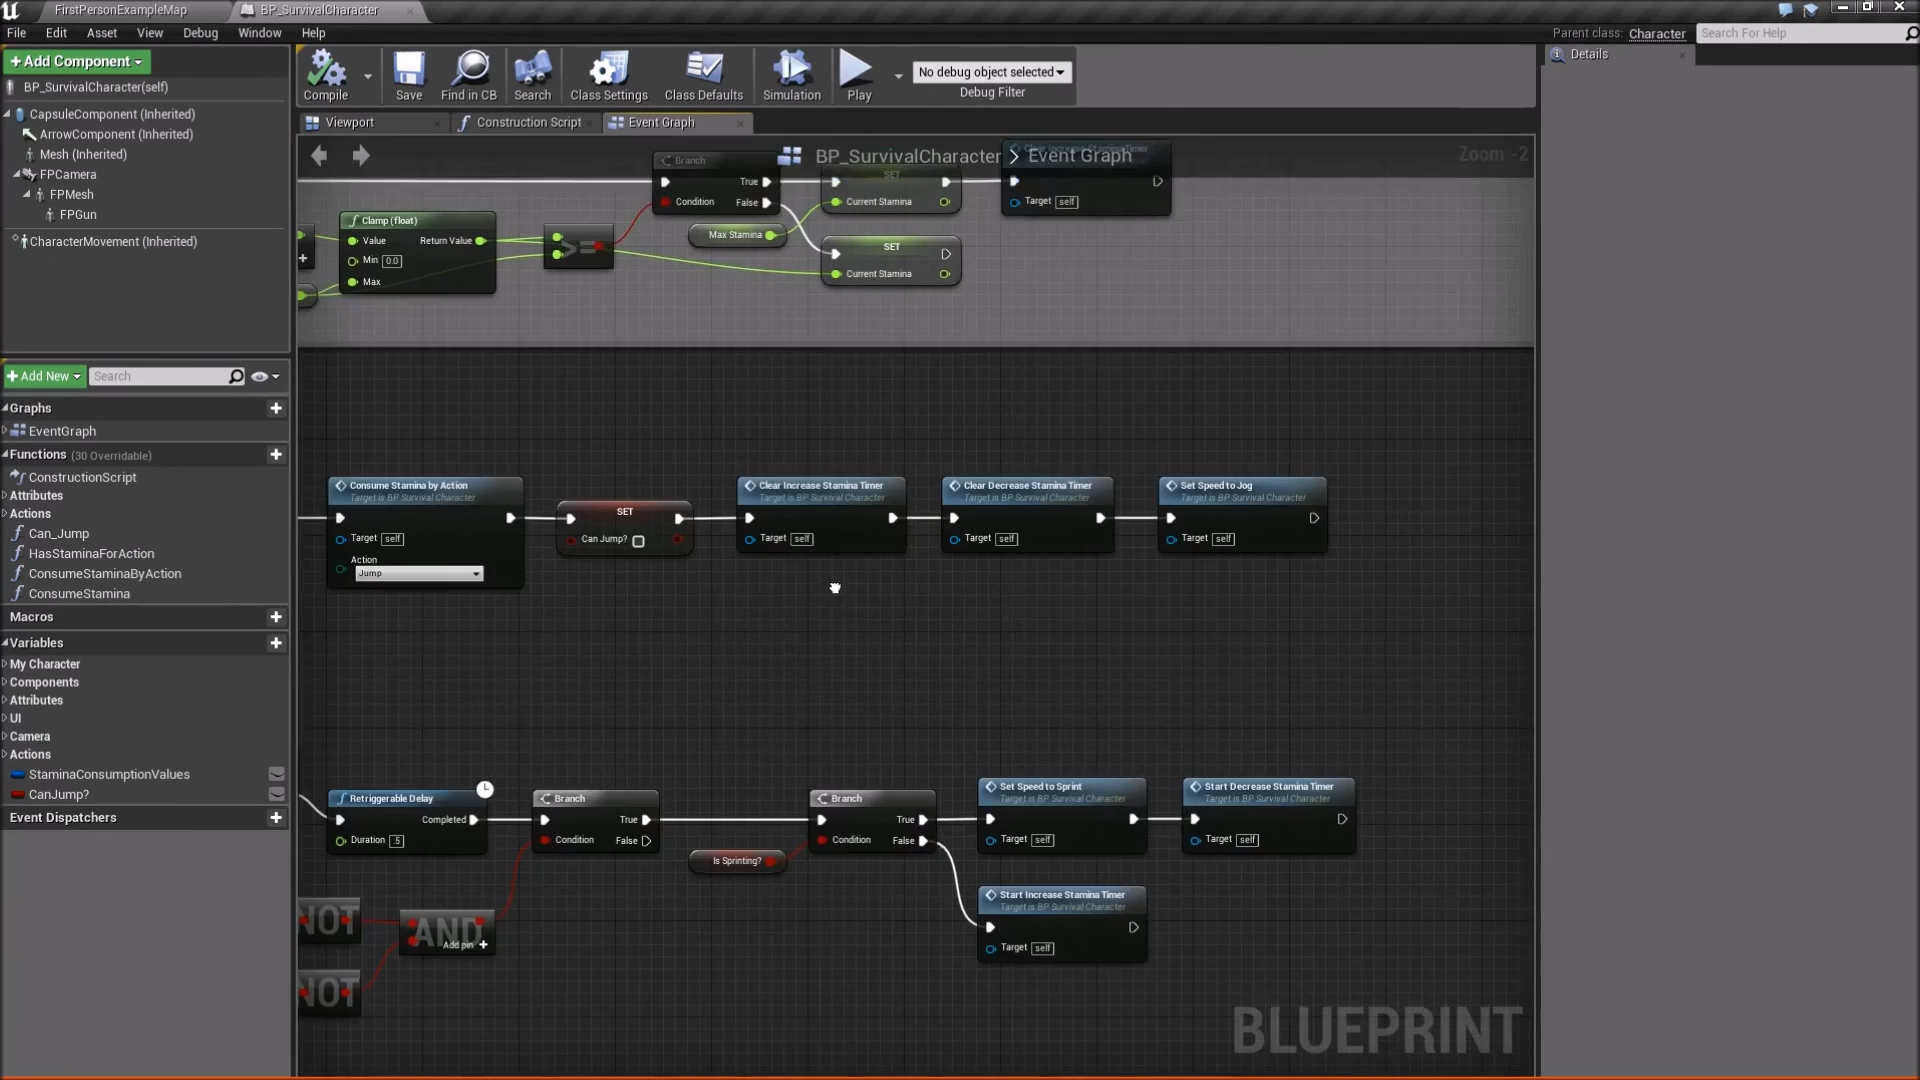 FirstPersonExampleMap
BP_SurvivalCharacter
File Edit Asset View Debug Window Help
Parent class: Character
Search For Help
Add Component
BP_SurvivalCharacter(self)
CapsuleComponent (Inherited)
ArrowComponent (Inherited)
Mesh (Inherited)
FPCamera
FPMesh
FPGun
CharacterMovement (Inherited)
Compile
Save
Find in CB
Search
Class Settings
Class Defaults
Simulation
Play
No debug object selected
Debug Filter
Details
Viewport
Construction Script
Event Graph
BP_SurvivalCharacter > Event Graph
Zoom -2
Add New
Search
Graphs
EventGraph
Functions (30 Overridable)
ConstructionScript
Attributes
Actions
Can_Jump
HasStaminaForAction
ConsumeStaminaByAction
ConsumeStamina
Macros
Variables
My Character
Components
Attributes
UI
Camera
Actions
StaminaConsumptionValues
CanJump?
Event Dispatchers
Branch
True
Condition False
SET
Current Stamina
Clear Increase Stamina Timer
Target self
Clamp (float)
Value Return Value
Min 0.0
Max
>=
Max Stamina
SET
Current Stamina
Consume Stamina by Action
Target is BP Survival Character
Target self
Action
Jump
SET
Can Jump?
Clear Increase Stamina Timer
Target is BP Survival Character
Target self
Clear Decrease Stamina Timer
Target is BP Survival Character
Target self
Set Speed to Jog
Target is BP Survival Character
Target self
Retriggerable Delay
Completed
Duration .5
Branch
True
Condition False
Is Sprinting?
Branch
True
Condition False
Set Speed to Sprint
Target is BP Survival Character
Target self
Start Decrease Stamina Timer
Target is BP Survival Character
Target self
Start Increase Stamina Timer
Target is BP Survival Character
Target self
NOT
AND
Add pin +
NOT
BLUEPRINT